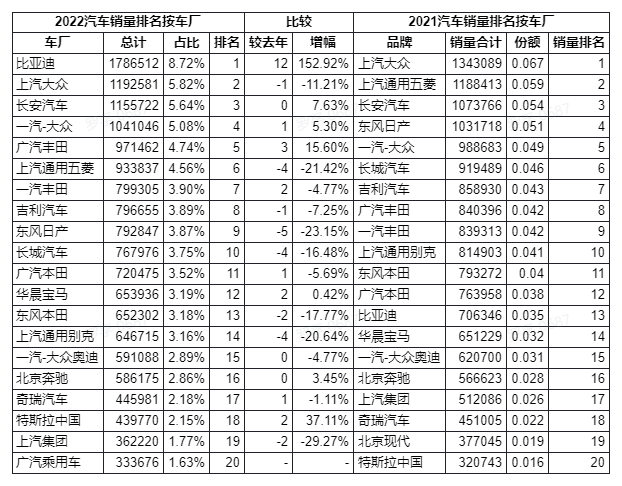 2022汽车销量排名按车厂 比较 2021汽车销量排名按车厂
车厂 总计 占比 排名 较去年 增幅 品牌 销量合计 份额 销量排名
比亚迪 1786512 8.72% 1 12 152.92% 上汽大众 1343089 0.067 1
上汽大众 1192581 5.82% 2 -1 -11.21% 上汽通用五菱 1188413 0.059 2
长安汽车 1155722 5.64% 3 0 7.63% 长安汽车 1073766 0.054 3
一汽-大众 1041046 5.08% 4 1 5.30% 东风日产 1031718 0.051 4
广汽丰田 971462 4.74% 5 3 15.60% 一汽-大众 988683 0.049 5
上汽通用五菱 933837 4.56% 6 -4 -21.42% 长城汽车 919489 0.046 6
一汽丰田 799305 3.90% 7 2 -4.77% 吉利汽车 858930 0.043 7
吉利汽车 796655 3.89% 8 -1 -7.25% 广汽丰田 840396 0.042 8
东风日产 792847 3.87% 9 -5 -23.15% 一汽丰田 839313 0.042 9
长城汽车 767976 3.75% 10 -4 -16.48% 上汽通用别克 814903 0.041 10
广汽本田 720475 3.52% 11 1 -5.69% 东风本田 793272 0.04 11
华晨宝马 653936 3.19% 12 2 0.42% 广汽本田 763958 0.038 12
东风本田 652302 3.18% 13 -2 -17.77% 比亚迪 706346 0.035 13
上汽通用别克 646715 3.16% 14 -4 -20.64% 华晨宝马 651229 0.032 14
一汽-大众奥迪 591088 2.89% 15 0 -4.77% 一汽-大众奥迪 620700 0.031 15
北京奔驰 586175 2.86% 16 0 3.45% 北京奔驰 566623 0.028 16
奇瑞汽车 445981 2.18% 17 1 -1.11% 上汽集团 512086 0.026 17
特斯拉中国 439770 2.15% 18 2 37.11% 奇瑞汽车 451005 0.022 18
上汽集团 362220 1.77% 19 -2 -29.27% 北京现代 377045 0.019 19
广汽乘用车 333676 1.63% 20 - - 特斯拉中国 320743 0.016 20